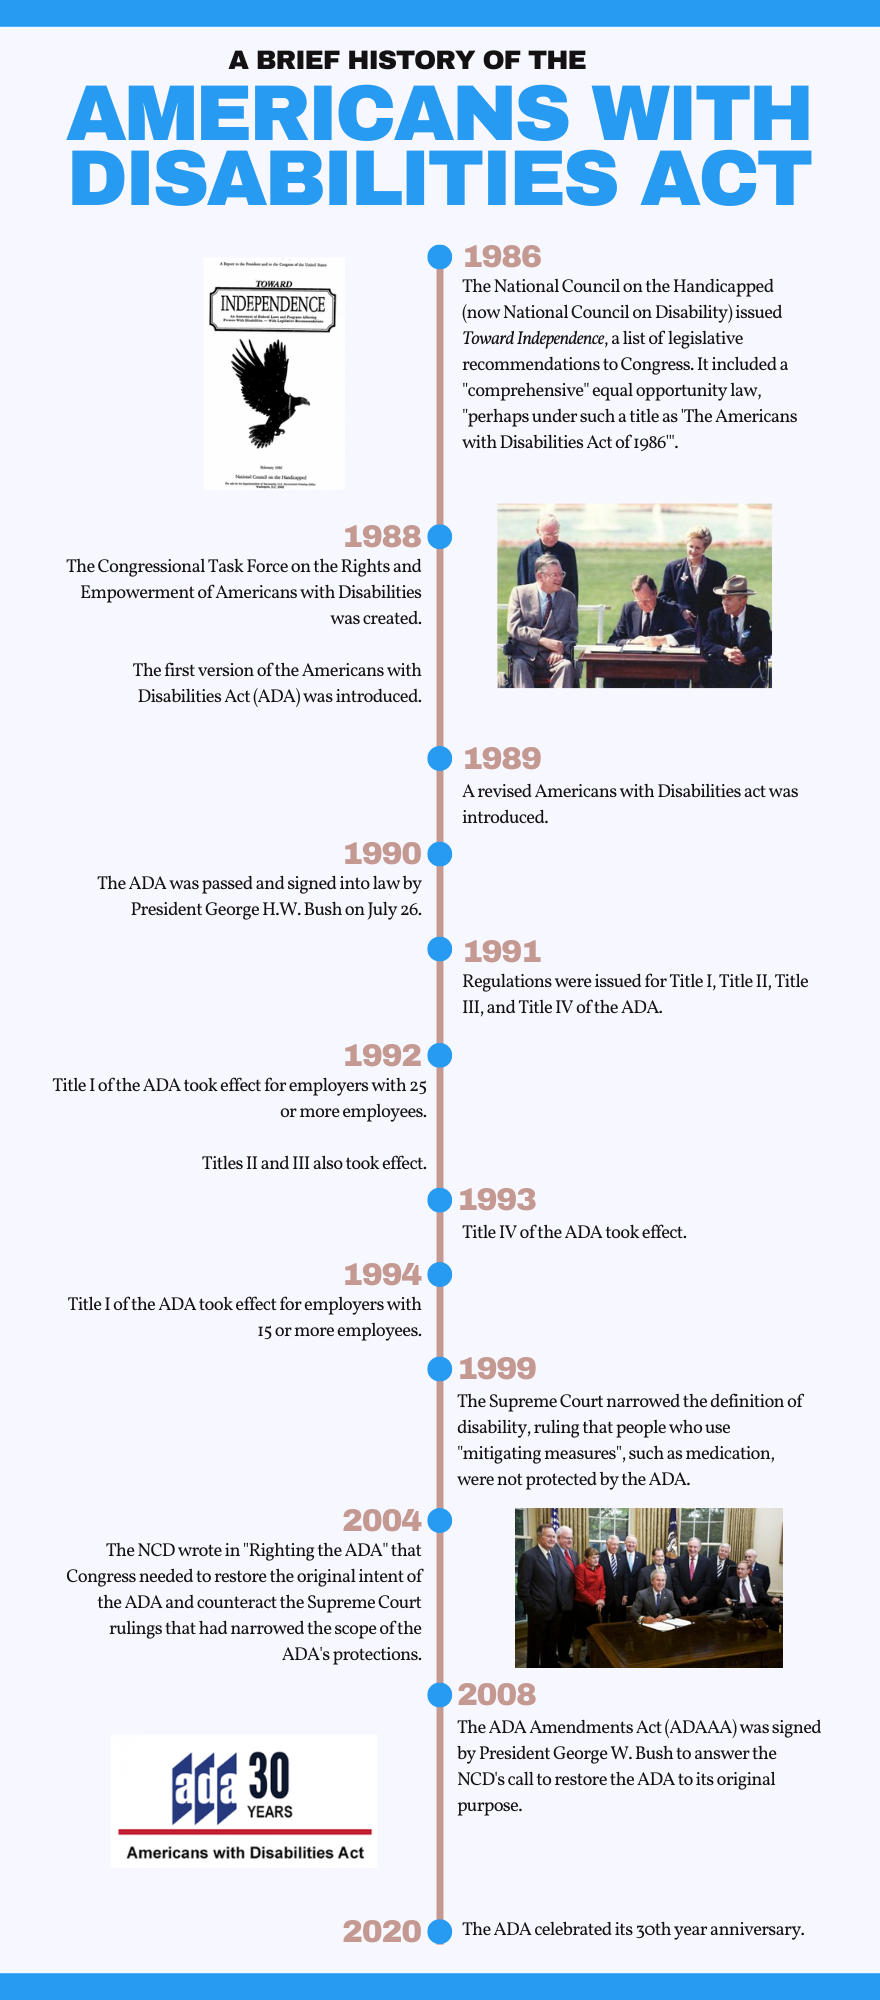 A BRIEF HISTORY OF THE
AMERICANS WITH
DISABILITIES ACT
A Report to the President and to the Congress of the United States
TOWARD
INDEPENDENCE
An Assessment of Federal Laws and Programs Affecting
Persons With Disabilities — With Legislative Recommendations
February 1986
National Council on the Handicapped
1986
The National Council on the Handicapped
(now National Council on Disability) issued
Toward Independence, a list of legislative
recommendations to Congress. It included a
"comprehensive" equal opportunity law,
"perhaps under such a title as 'The Americans
with Disabilities Act of 1986'".
1988
The Congressional Task Force on the Rights and
Empowerment of Americans with Disabilities
was created.
The first version of the Americans with
Disabilities Act (ADA) was introduced.
1989
A revised Americans with Disabilities act was
introduced.
1990
The ADA was passed and signed into law by
President George H.W. Bush on July 26.
1991
Regulations were issued for Title I, Title II, Title
III, and Title IV of the ADA.
1992
Title I of the ADA took effect for employers with 25
or more employees.
Titles II and III also took effect.
1993
Title IV of the ADA took effect.
1994
Title I of the ADA took effect for employers with
15 or more employees.
1999
The Supreme Court narrowed the definition of
disability, ruling that people who use
"mitigating measures", such as medication,
were not protected by the ADA.
2004
The NCD wrote in "Righting the ADA" that
Congress needed to restore the original intent of
the ADA and counteract the Supreme Court
rulings that had narrowed the scope of the
ADA's protections.
2008
The ADA Amendments Act (ADAAA) was signed
by President George W. Bush to answer the
NCD's call to restore the ADA to its original
purpose.
ada 30
YEARS
Americans with Disabilities Act
2020
The ADA celebrated its 30th year anniversary.